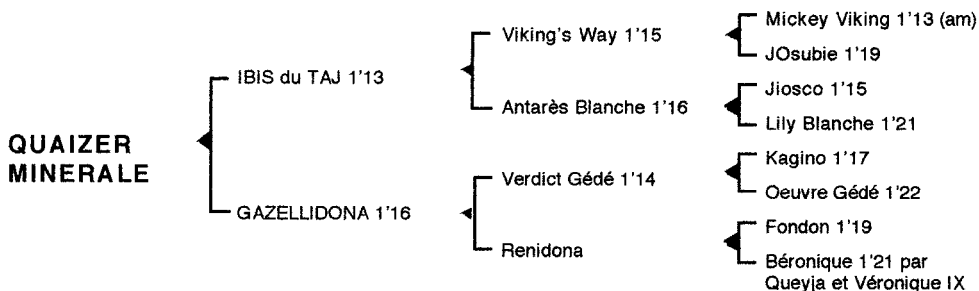 QUAIZER
MINERALE
IBIS du TAJ 1'13
GAZELLIDONA 1'16
Viking's Way 1'15
Antarès Blanche 1'16
Verdict Gédé 1'14
Renidona
Mickey Viking 1'13 (am)
JOsubie 1'19
Jiosco 1'15
Lily Blanche 1'21
Kagino 1'17
Oeuvre Gédé 1'22
Fondon 1'19
Béronique 1'21 par
Queyja et Véronique IX